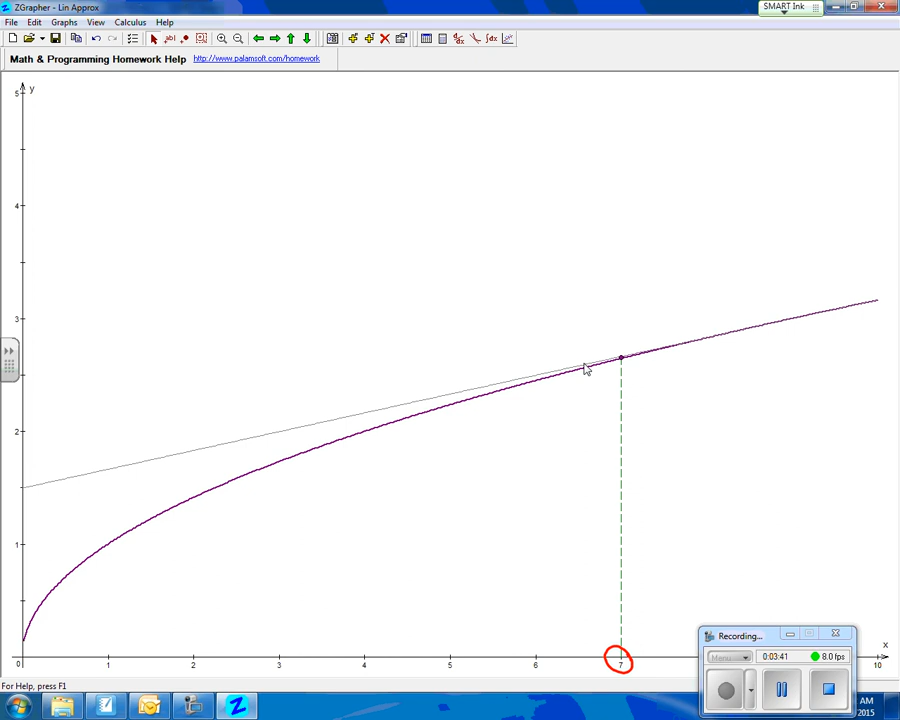 ZGrapher - Lin Approx
SMART Ink
File Edit Graphs View Calculus Help
Math & Programming Homework Help http://www.palamsoft.com/homework
y
5
4
3
2
1
0
1 2 3 4 5 6 7 10
x
Recording...
Menu
0:03:41 8.0 fps
For Help, press F1
AM
2015